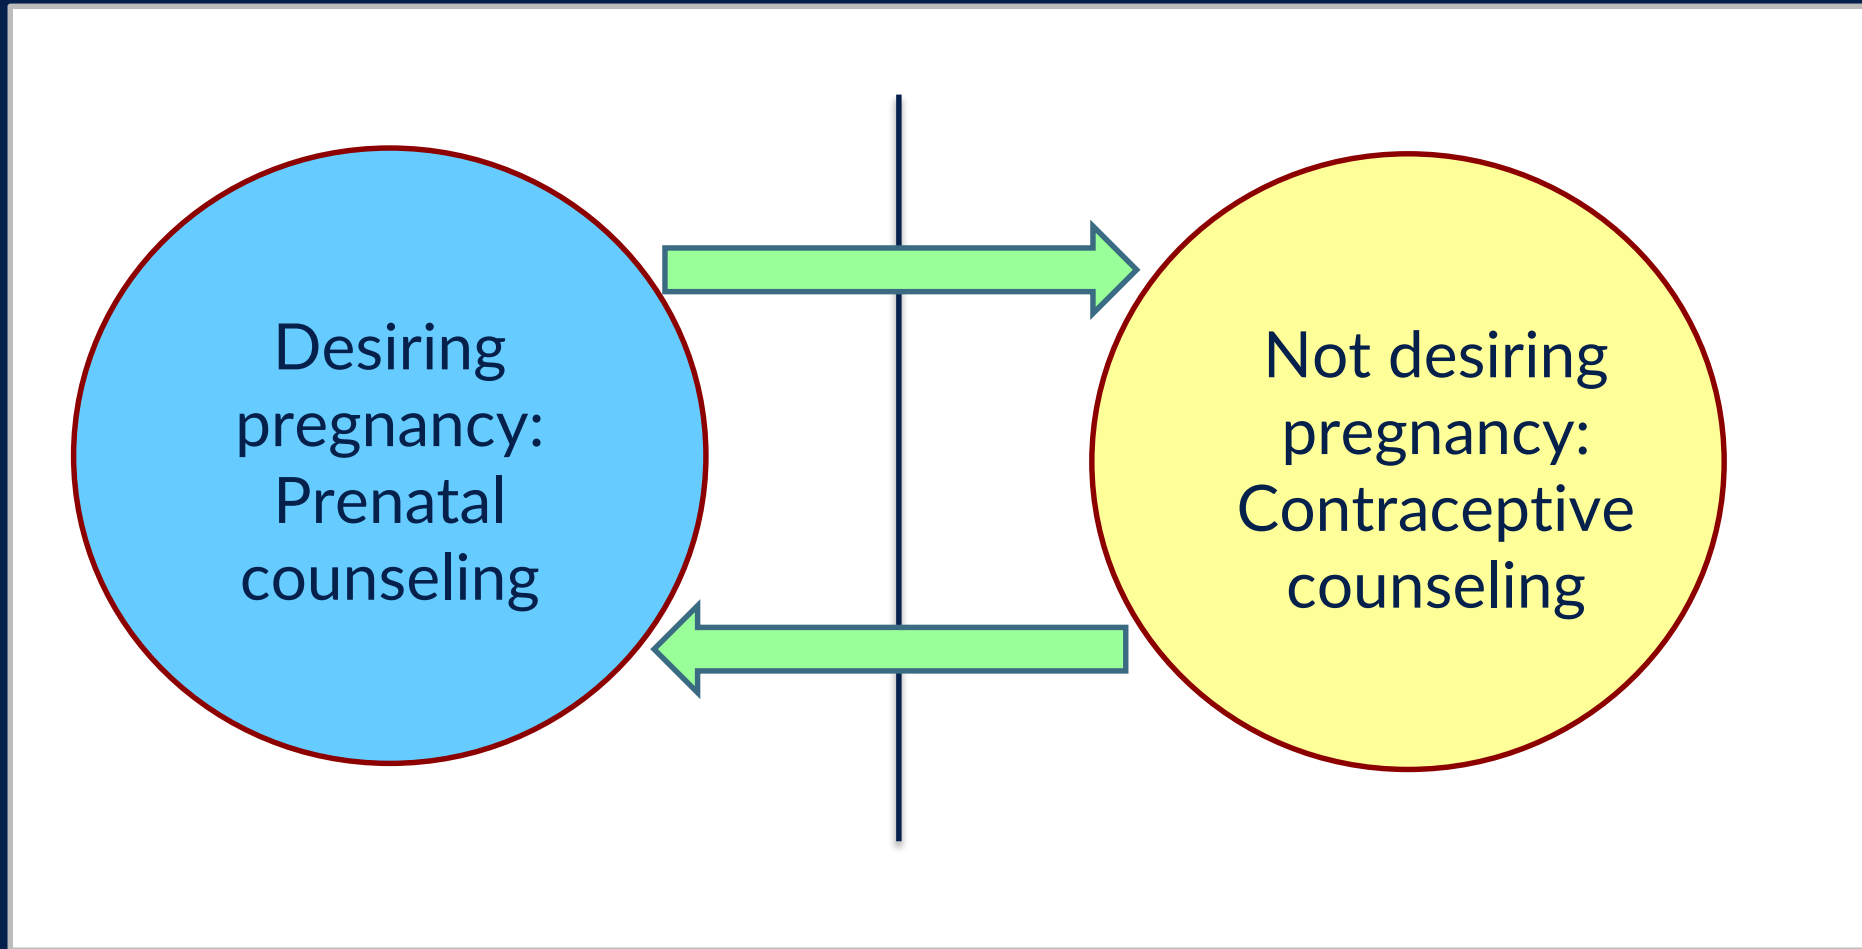 Desiring
pregnancy:
Prenatal
counseling
Not desiring
pregnancy:
Contraceptive
counseling